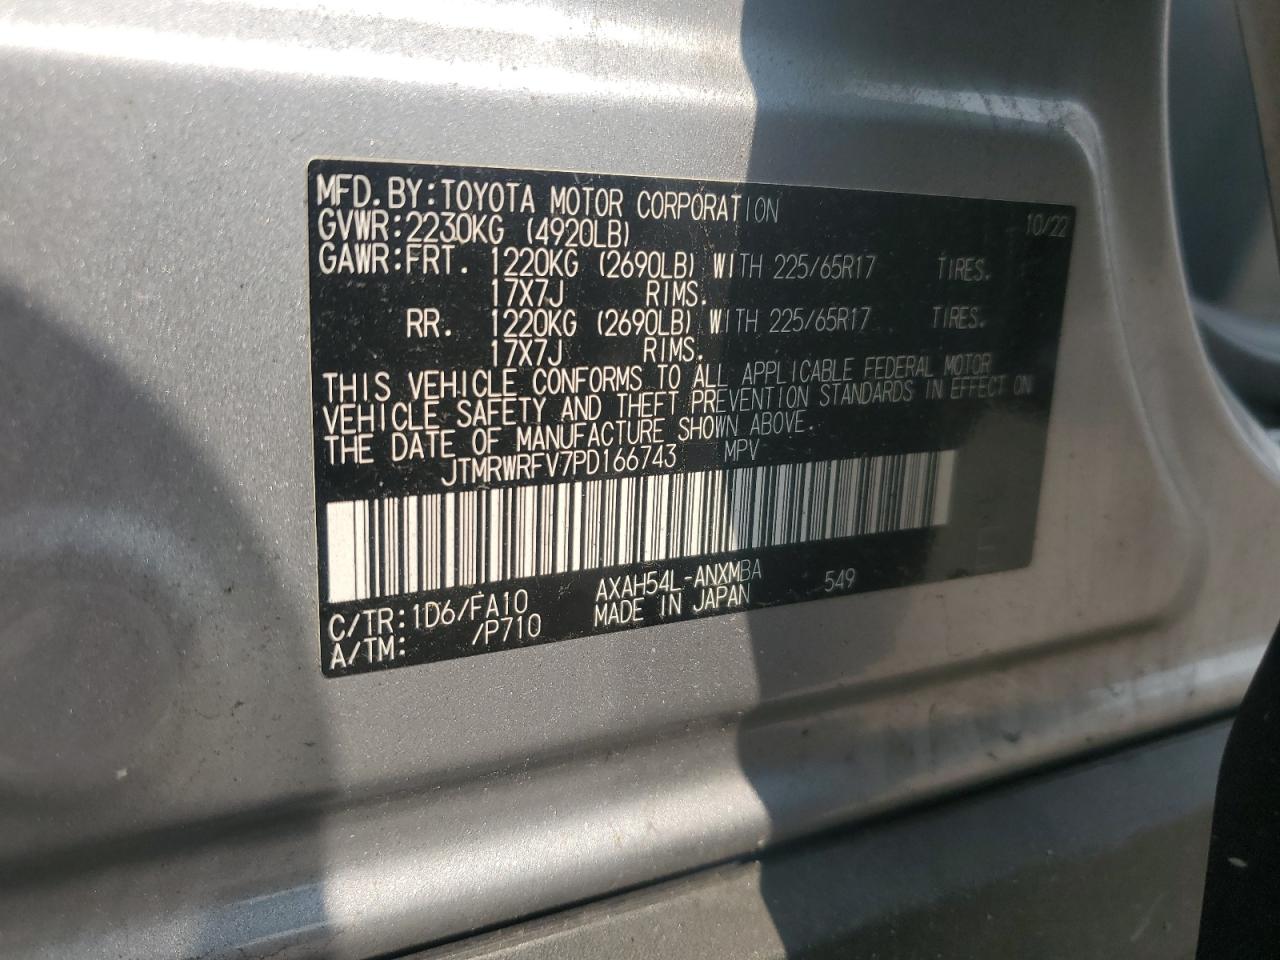 MFD. BY: TOYOTA MOTOR CORPORATION 10/22
GVWR: 2230KG (4920LB)
GAWR: FRT. 1220KG (2690LB) WITH 225/65R17 TIRES.
17X7J RIMS.
RR. 1220KG (2690LB) WITH 225/65R17 TIRES.
17X7J RIMS.
THIS VEHICLE CONFORMS TO ALL APPLICABLE FEDERAL MOTOR
VEHICLE SAFETY AND THEFT PREVENTION STANDARDS IN EFFECT ON
THE DATE OF MANUFACTURE SHOWN ABOVE.
JTMRWRFV7PD166743 MPV
C/TR: 1D6/FA10 AXAH54L-ANXMBA 549
A/TM: /P710 MADE IN JAPAN
E